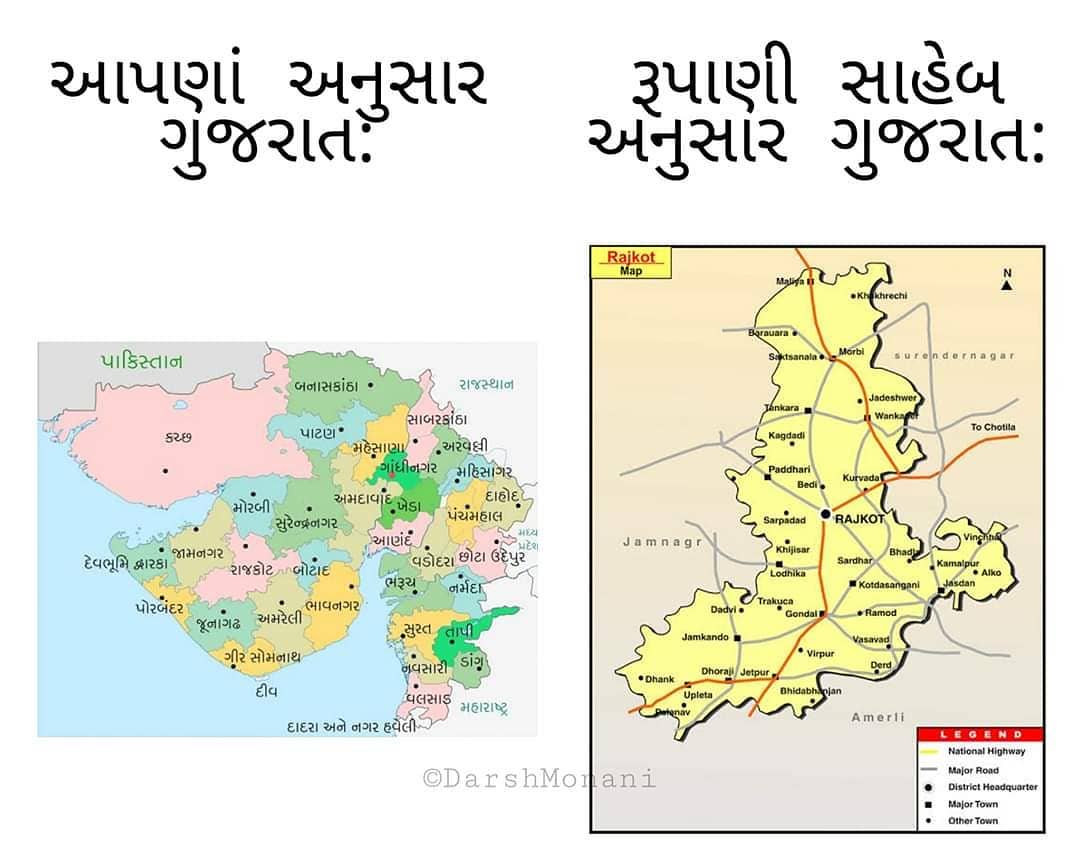 આપણાં અનુસાર
ગુજરાત:
રૂપાણી સાહેબ
અનુસાર ગુજરાત:
પાકિસ્તાન
રાજસ્થાન
બનાસકાંઠા
સાબરકાંઠા
પાટણ
કચ્છ
મહેસાણા
અરવલ્લી
ગાંધીનગર
મહિસાગર
અમદાવાદ
ખેડા
દાહોદ
મોરબી
સુરેન્દ્રનગર
પંચમહાલ
આણંદ
મધ્ય
પ્રદેશ
જામનગર
દેવભૂમિ દ્વારકા
રાજકોટ
બોટાદ
વડોદરા
છોટા ઉદેપુર
ભરૂચ
નર્મદા
પોરબંદર
જૂનાગઢ
અમરેલી
ભાવનગર
સુરત
તાપી
ગીર સોમનાથ
નવસારી
ડાંગ
દીવ
વલસાડ
મહારાષ્ટ્ર
દાદરા અને નગર હવેલી
Rajkot
Map
N
Maliya
Khakhrechi
Barauara
Saktsanala
Morbi
surendernagar
Jadeshwer
Tankara
Wankaner
To Chotila
Kagdadi
Paddhari
Bedi
Kurvada
Sarpadad
RAJKOT
Jamnagr
Khijisar
Lodhika
Sardhar
Bhadla
Vinchhai
Kamalpur
Alko
Kotdasangani
Jasdan
Dadvi
Trakuca
Gondal
Ramod
Jamkando
Vasavad
Virpur
Dhoraji
Jetpur
Derd
Dhank
Upleta
Bhidabhanjan
Palanav
Amerli
LEGEND
National Highway
Major Road
District Headquarter
Major Town
Other Town
©DarshMonani